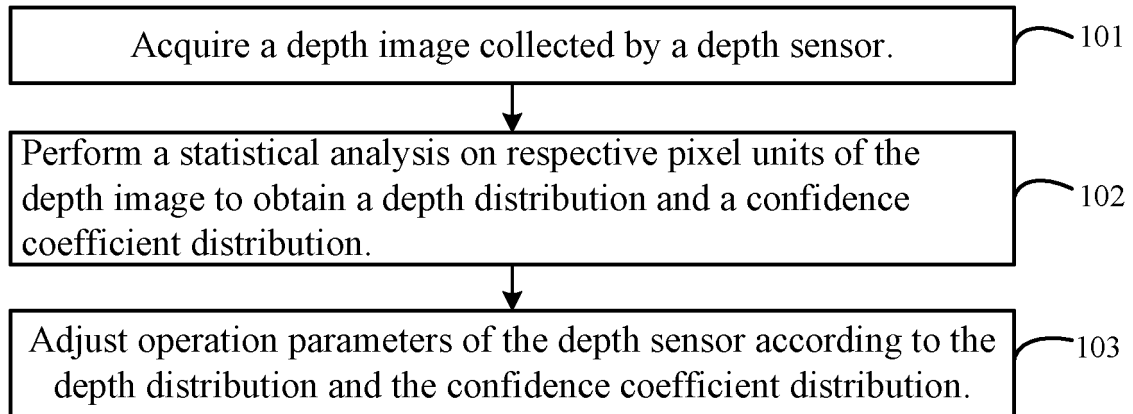 Acquire a depth image collected by a depth sensor.
101
Perform a statistical analysis on respective pixel units of the
depth image to obtain a depth distribution and a confidence
coefficient distribution.
102
Adjust operation parameters of the depth sensor according to the
depth distribution and the confidence coefficient distribution.
103